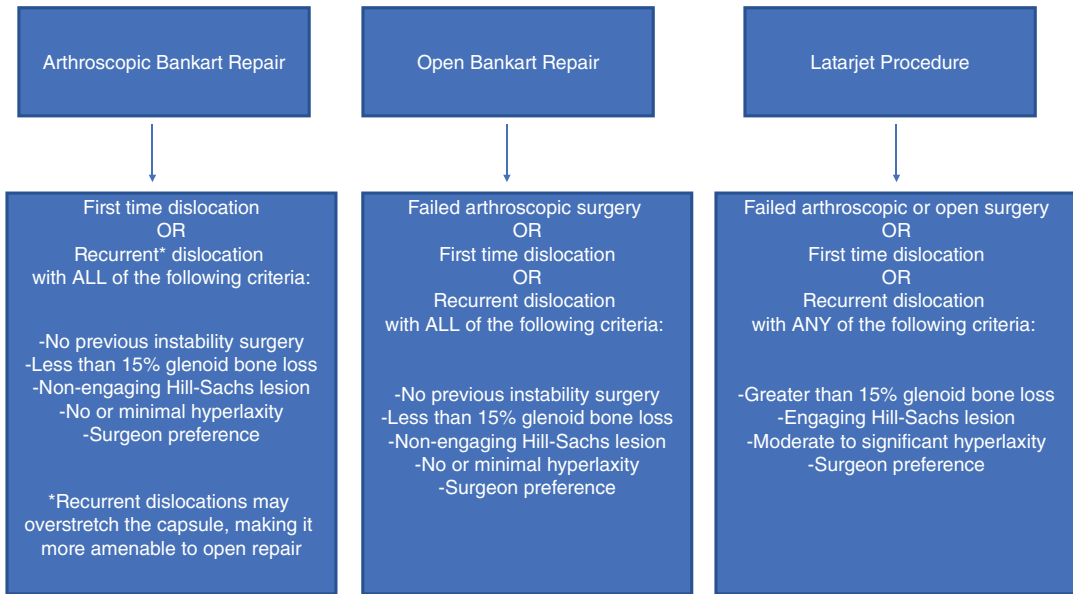 Arthroscopic Bankart Repair
Open Bankart Repair
Latarjet Procedure
First time dislocation
OR
Recurrent* dislocation
with ALL of the following criteria:
-No previous instability surgery
-Less than 15% glenoid bone loss
-Non-engaging Hill-Sachs lesion
-No or minimal hyperlaxity
-Surgeon preference
*Recurrent dislocations may
overstretch the capsule, making it
more amenable to open repair
Failed arthroscopic surgery
OR
First time dislocation
OR
Recurrent dislocation
with ALL of the following criteria:
-No previous instability surgery
-Less than 15% glenoid bone loss
-Non-engaging Hill-Sachs lesion
-No or minimal hyperlaxity
-Surgeon preference
Failed arthroscopic or open surgery
OR
First time dislocation
OR
Recurrent dislocation
with ANY of the following criteria:
-Greater than 15% glenoid bone loss
-Engaging Hill-Sachs lesion
-Moderate to significant hyperlaxity
-Surgeon preference